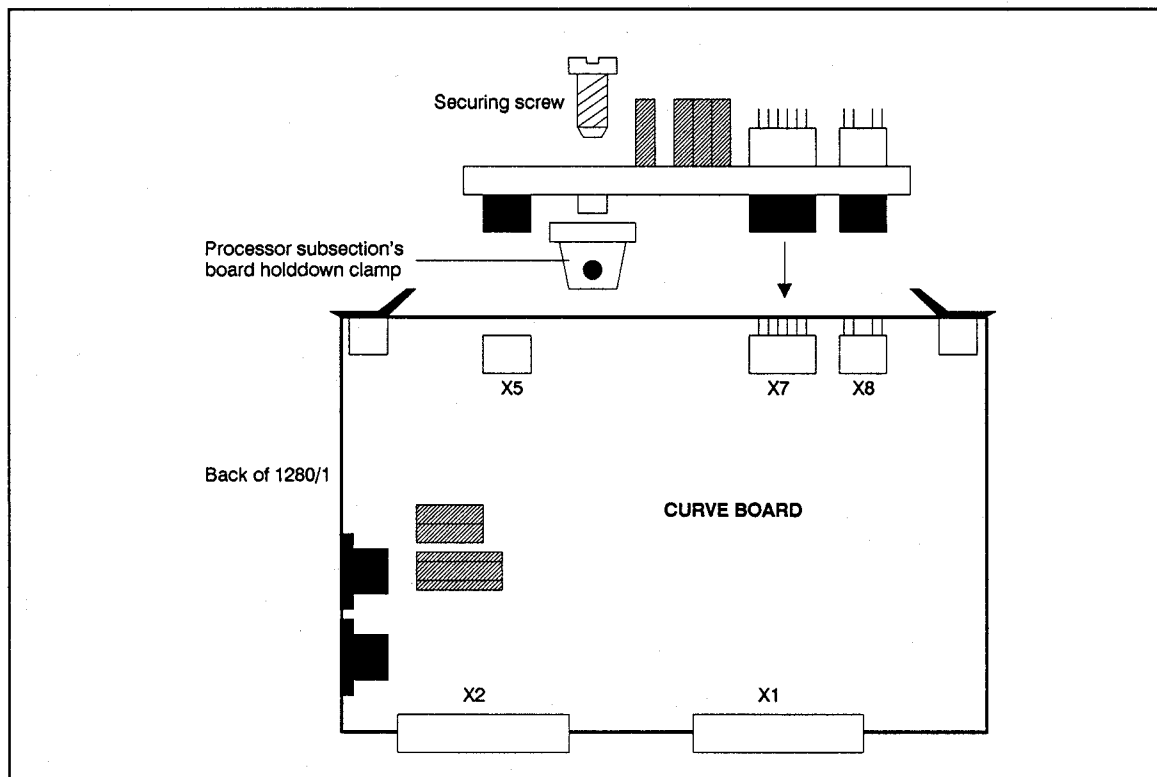 Securing screw
Processor subsection's
board holddown clamp
X5
X7
X8
Back of 1280/1
CURVE BOARD
X2
X1